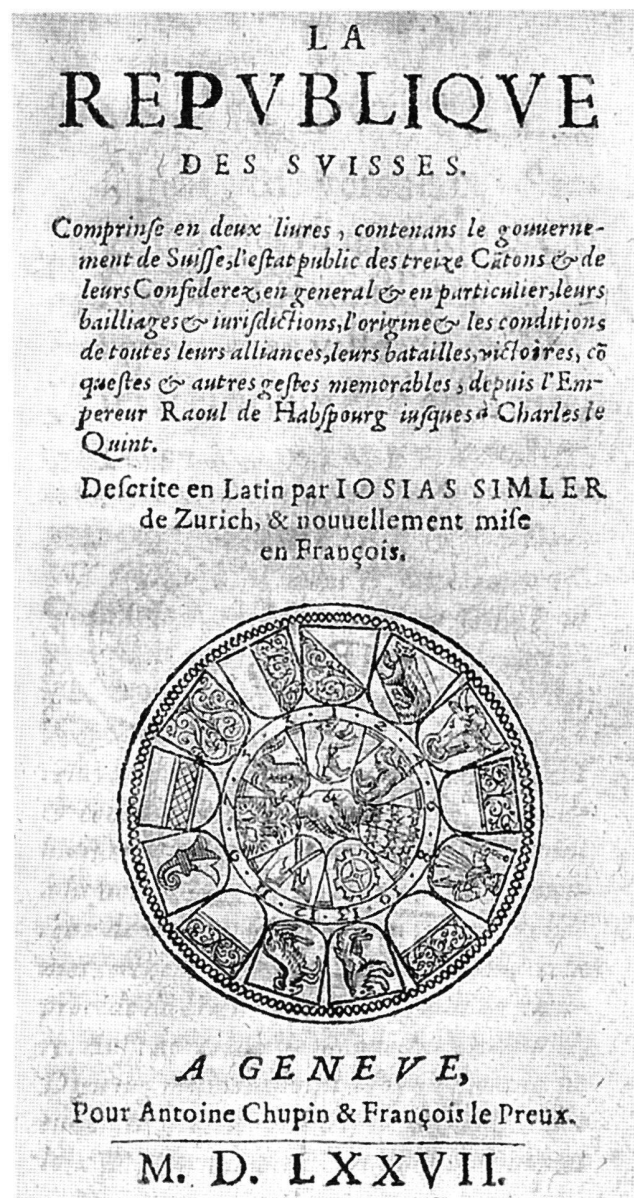 LA
REPVBLIQVE
DES SVISSES.
Comprinſe en deux liures, contenans le gouuerne-
ment de Suiſſe, l'eſtat public des treize Cãtons & de
leurs Confederez, en general & en particulier, leurs
bailliages & iuriſdictions, l'origine & les conditions
de toutes leurs alliances, leurs batailles, victoires, cõ
queſtes & autres geſtes memorables, depuis l'Em-
pereur Raoul de Habſpourg iuſques à Charles le
Quint.
Deſcrite en Latin par IOSIAS SIMLER
de Zurich, & nouuellement miſe
en François.
A GENEVE,
Pour Antoine Chupin & François le Preux.
M. D. LXXVII.